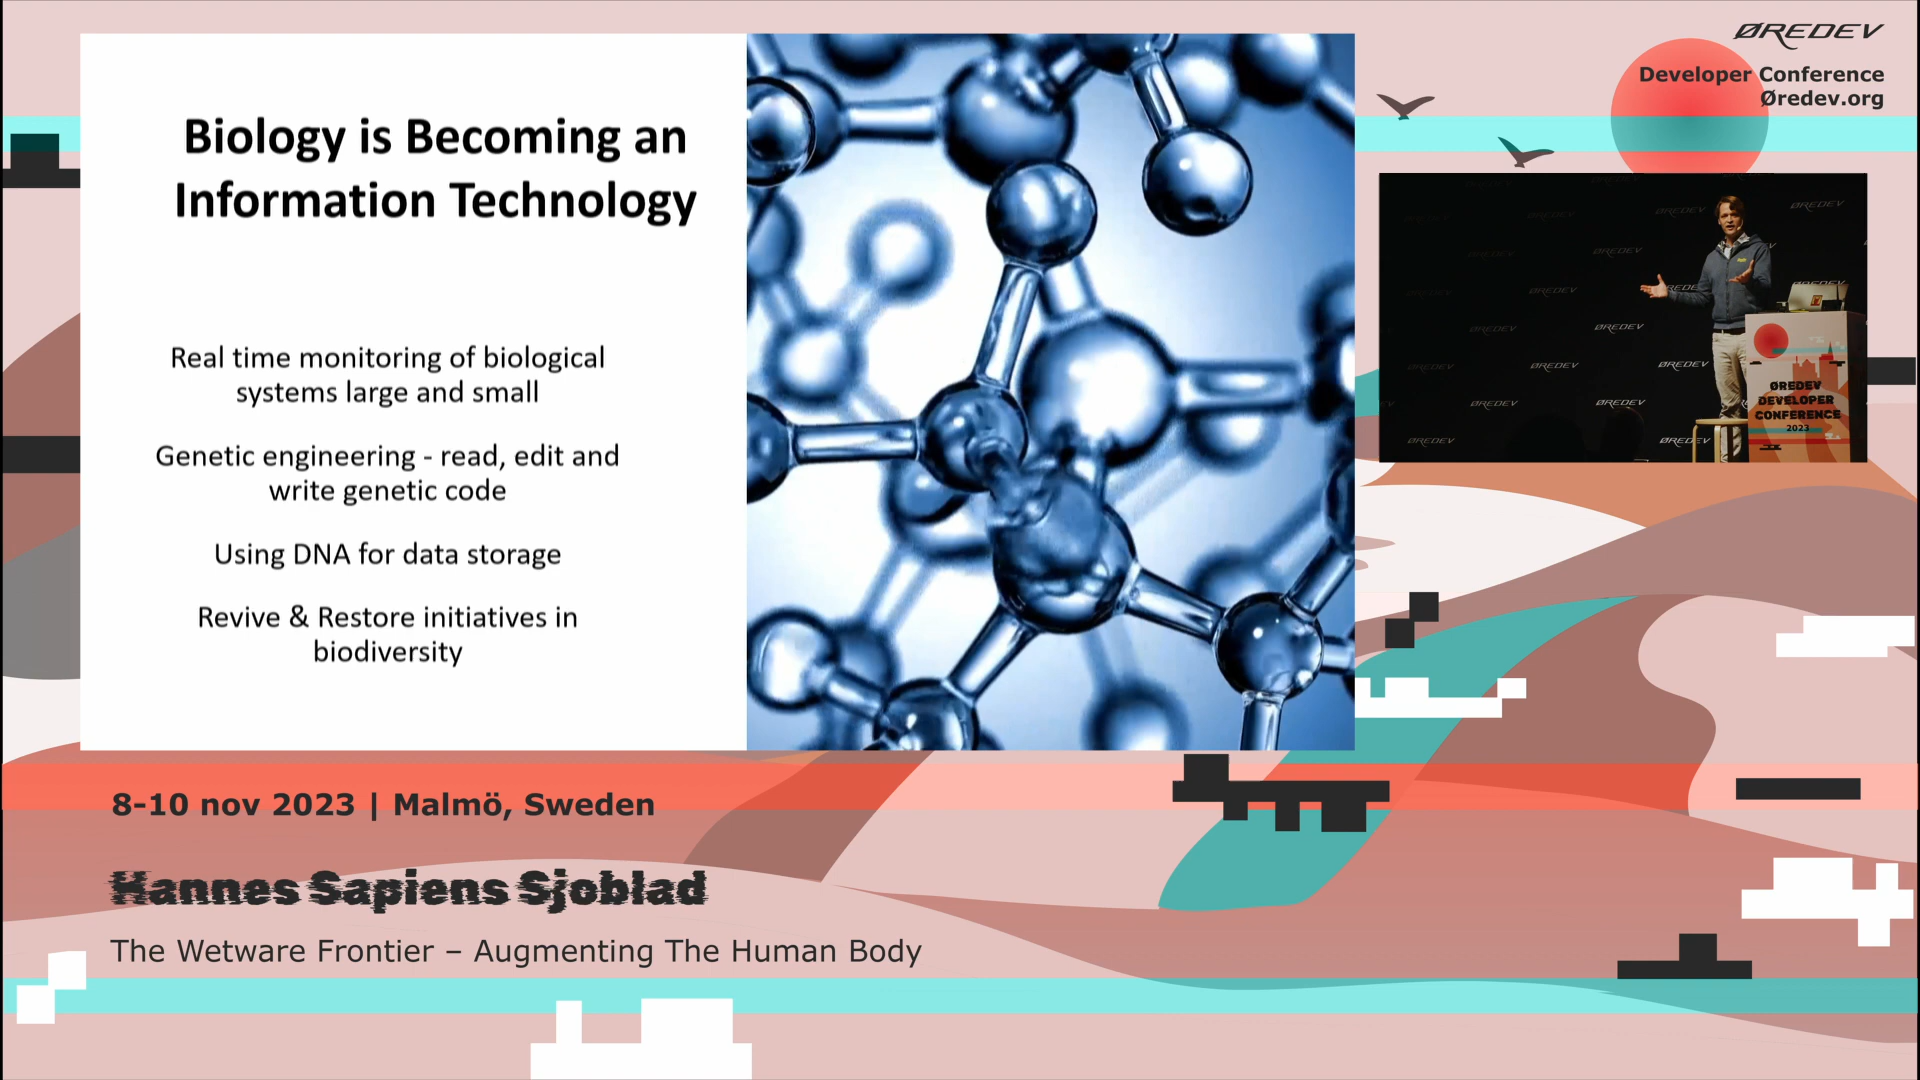 ØREDEV
Developer Conference
Øredev.org
Biology is Becoming an
Information Technology
Real time monitoring of biological
systems large and small
Genetic engineering - read, edit and
write genetic code
Using DNA for data storage
Revive & Restore initiatives in
biodiversity
ØREDEV
DEVELOPER
CONFERENCE
2023
8-10 nov 2023 | Malmö, Sweden
Hannes Sapiens Sjoblad
The Wetware Frontier – Augmenting The Human Body